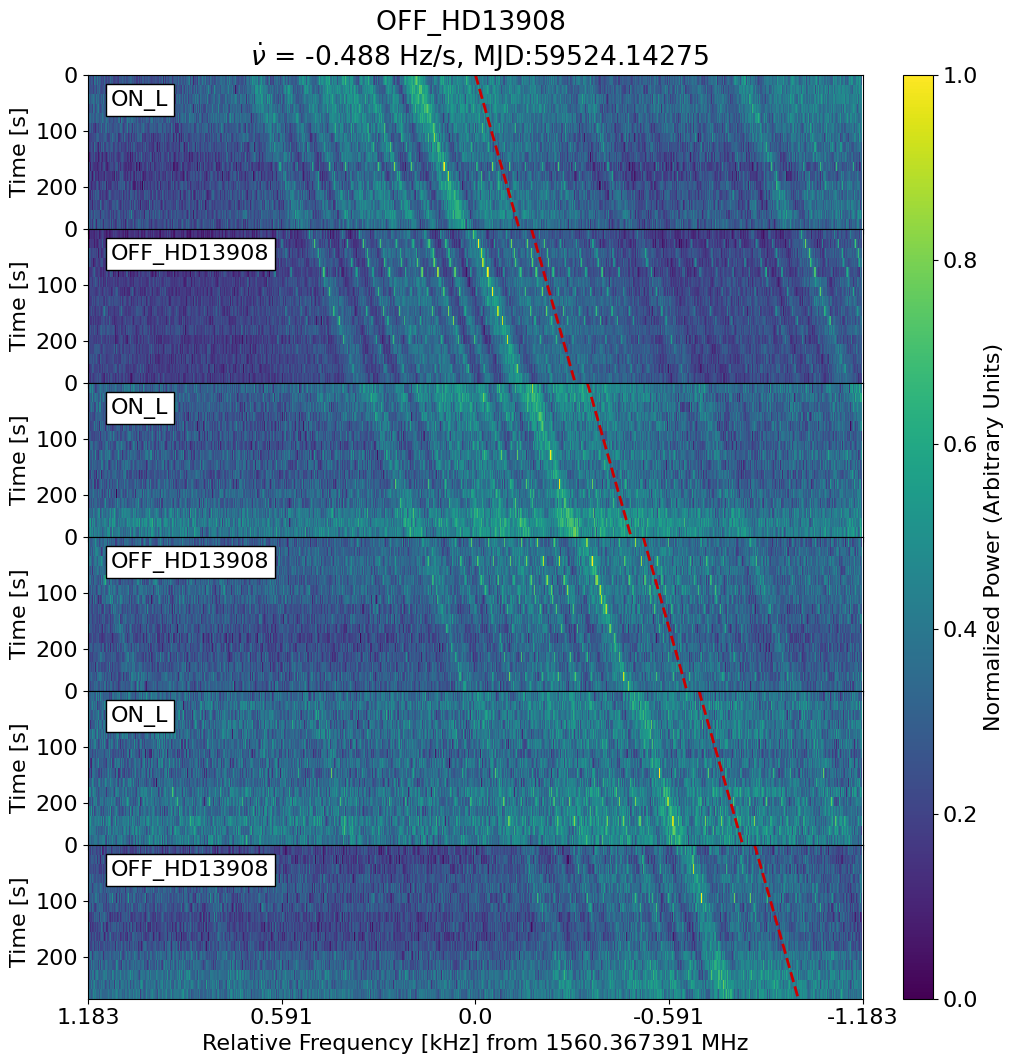 OFF_HD13908
ν̇ = -0.488 Hz/s, MJD:59524.14275
0
100
200
Time [s]
ON_L
0
100
200
Time [s]
OFF_HD13908
0
100
200
Time [s]
ON_L
0
100
200
Time [s]
OFF_HD13908
0
100
200
Time [s]
ON_L
0
100
200
Time [s]
OFF_HD13908
1.183 0.591 0.0 -0.591 -1.183
Relative Frequency [kHz] from 1560.367391 MHz
1.0
0.8
0.6
0.4
0.2
0.0
Normalized Power (Arbitrary Units)